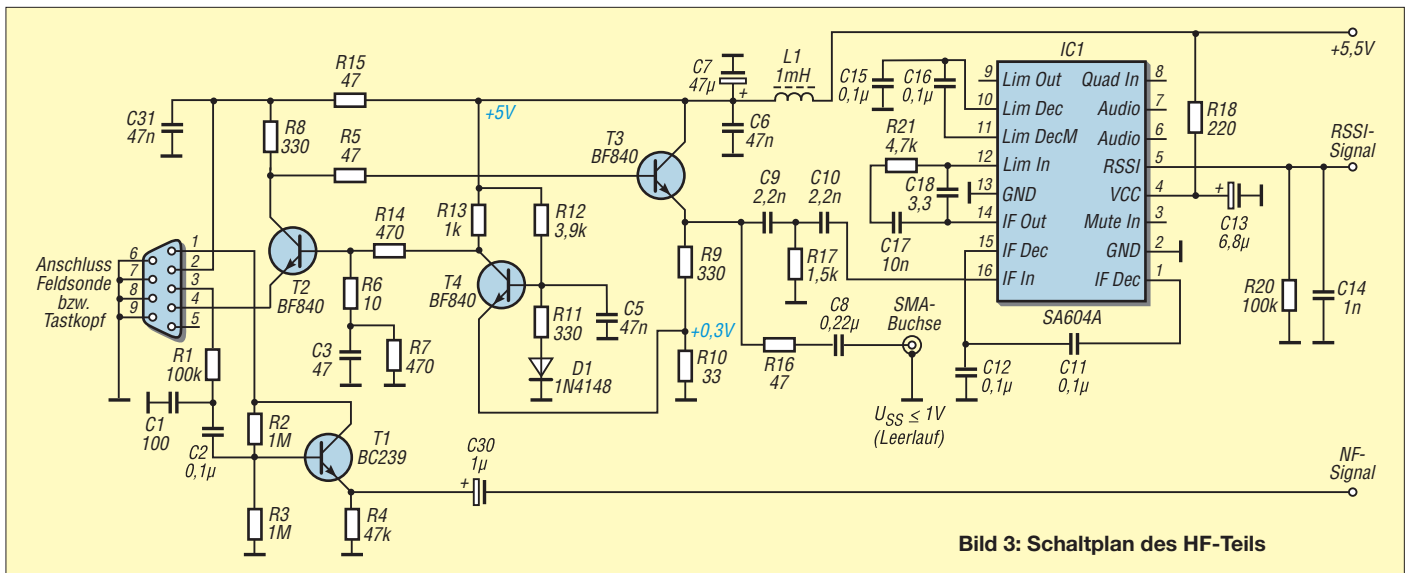 R15
47
C7
47µ
+
L1
1mH
+5,5V
IC1
C15
0,1µ
C16
0,1µ
9
Lim Out
Quad In
8
10
Lim Dec
Audio
7
11
Lim DecM
Audio
6
12
Lim In
RSSI
5
13
GND
VCC
4
14
IF Out
Mute In
3
15
IF Dec
GND
2
16
IF In
IF Dec
1
SA604A
R18
220
RSSI-
Signal
C31
47n
R8
330
R5
47
+5V
T3
BF840
C6
47n
R21
4,7k
C18
3,3
C17
10n
+
C13
6,8µ
R20
100k
C14
1n
C9
2,2n
C10
2,2n
R17
1,5k
R14
470
R13
1k
R12
3,9k
R9
330
Anschluss
Feldsonde
bzw.
Tastkopf
6
7
8
9
1
2
3
4
5
T2
BF840
R6
10
T4
BF840
R11
330
C5
47n
+0,3V
C8
0,22µ
SMA-
Buchse
R16
47
R10
33
C3
47
R7
470
D1
1N4148
C12
0,1µ
C11
0,1µ
R1
100k
C1
100
C2
0,1µ
R2
1M
T1
BC239
C30
1µ
+
USS ≤ 1V
(Leerlauf)
NF-
Signal
R3
1M
R4
47k
Bild 3: Schaltplan des HF-Teils